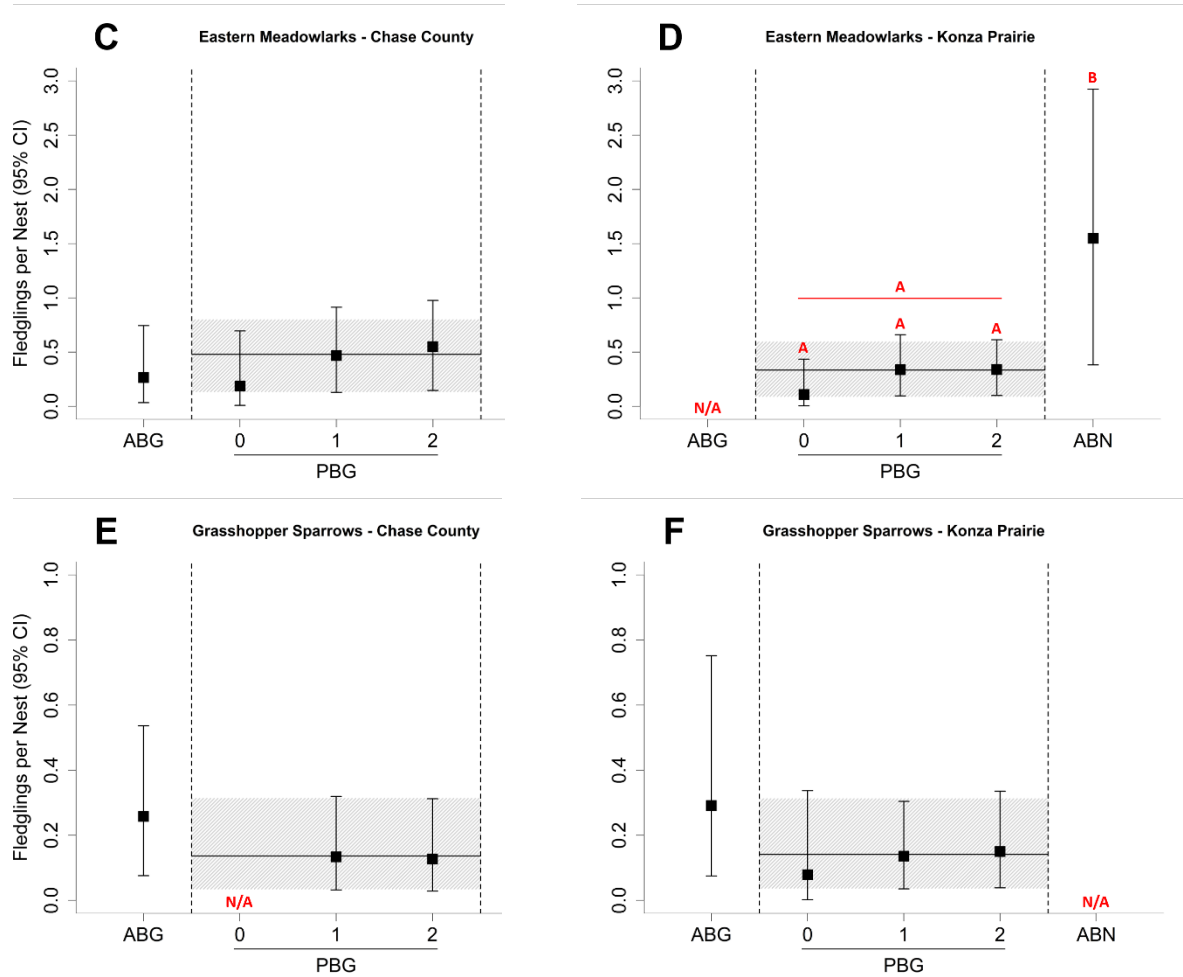 C Eastern Meadowlarks - Chase County
Fledglings per Nest (95% CI)
3.0
2.5
2.0
1.5
1.0
0.5
0.0
ABG 0 1 2
PBG
D Eastern Meadowlarks - Konza Prairie
3.0
2.5
2.0
1.5
1.0
0.5
0.0
B
A
A A A
N/A
ABG 0 1 2 ABN
PBG
E Grasshopper Sparrows - Chase County
Fledglings per Nest (95% CI)
1.0
0.8
0.6
0.4
0.2
0.0
N/A
ABG 0 1 2
PBG
F Grasshopper Sparrows - Konza Prairie
1.0
0.8
0.6
0.4
0.2
0.0
N/A
ABG 0 1 2 ABN
PBG